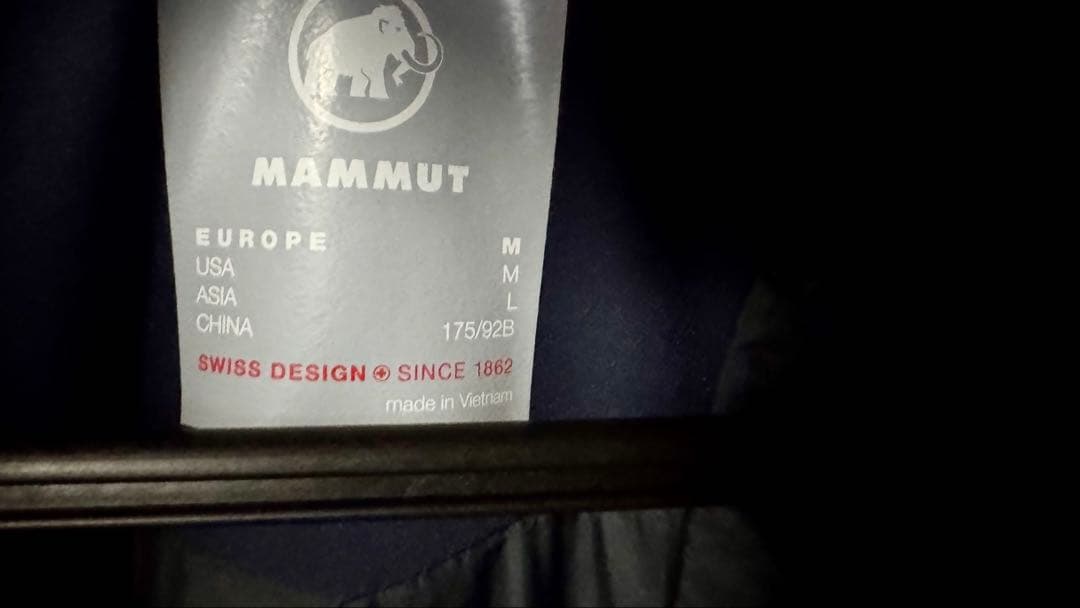 MAMMUT
EUROPE M
USA M
ASIA L
CHINA 175/92B
SWISS DESIGN SINCE 1862
made in Vietnam